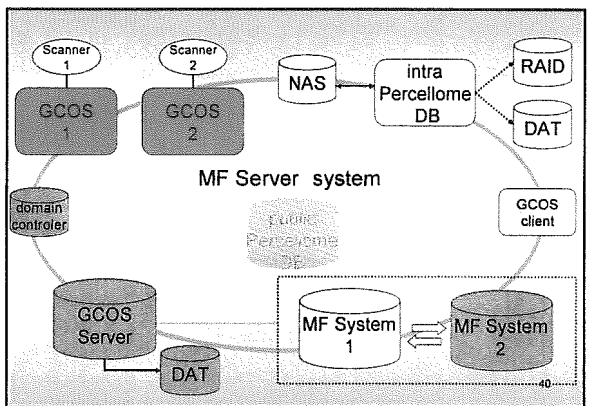 Scanner
1
Scanner
2
GCOS
1
GCOS
2
NAS
intra
Percellome
DB
RAID
DAT
MF Server system
domain
controler
public
Percellome
DB
GCOS
client
GCOS
Server
DAT
MF System
1
MF System
2
40